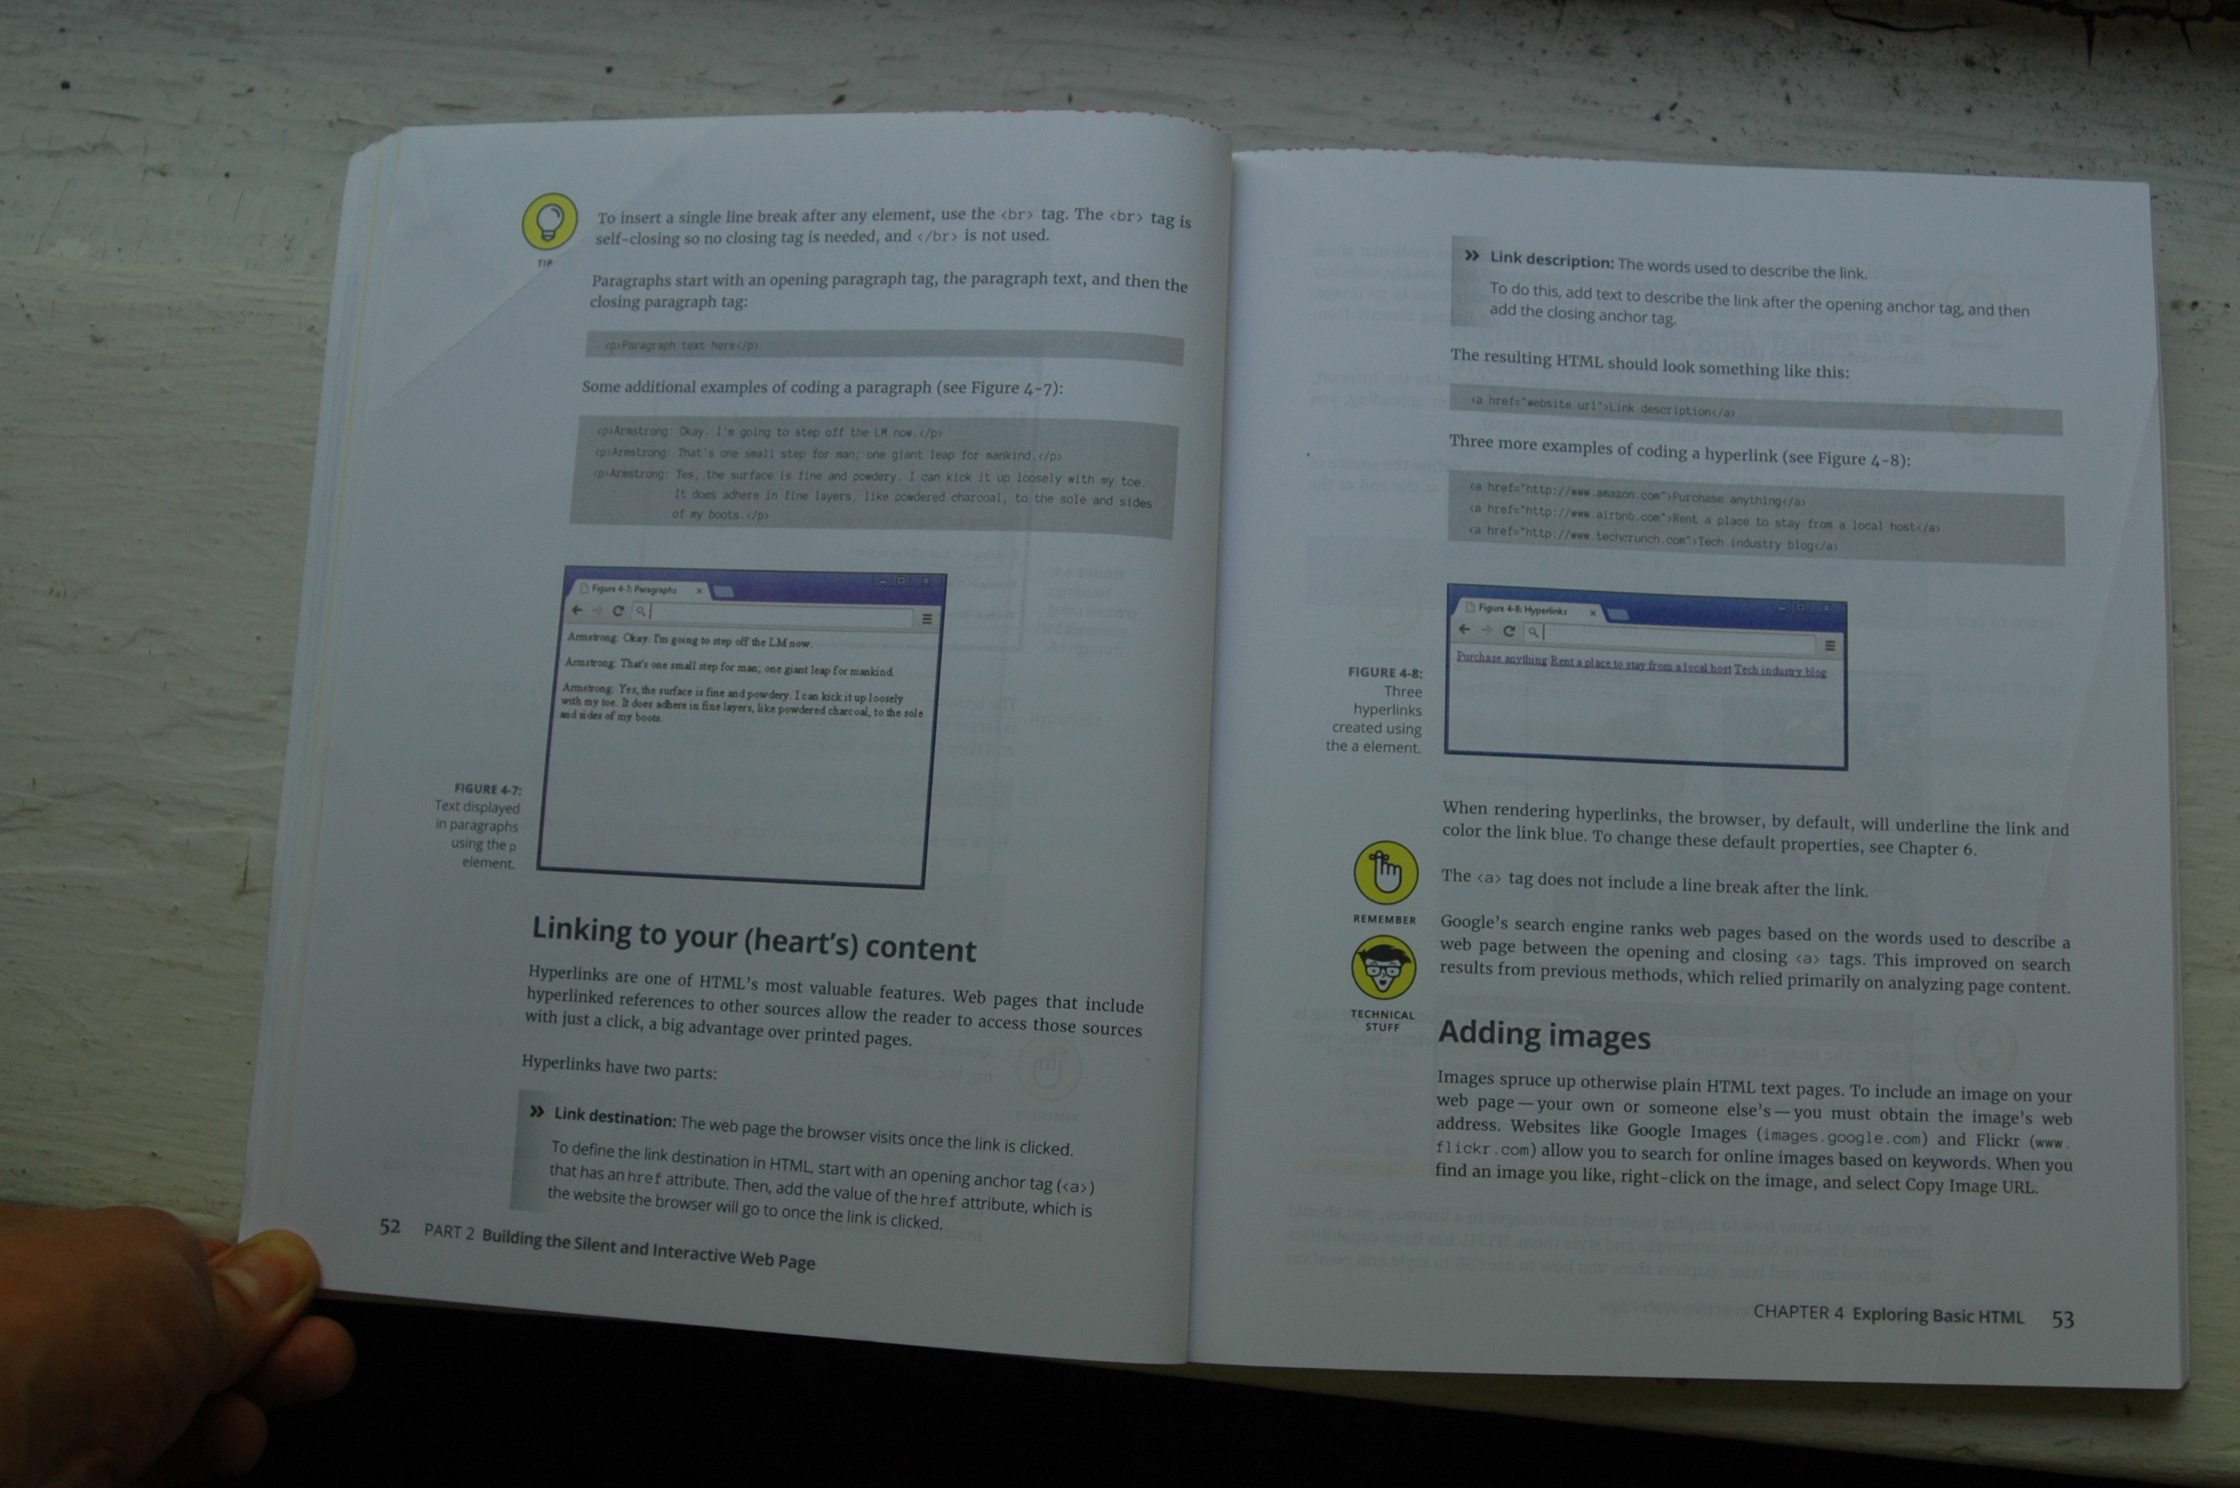 To insert a single line break after any element, use the <br> tag. The <br> tag is
self-closing so no closing tag is needed, and </br> is not used.
TIP
Paragraphs start with an opening paragraph tag, the paragraph text, and then the
closing paragraph tag:
<p>Paragraph text here</p>
Some additional examples of coding a paragraph (see Figure 4-7):
<p>Armstrong: Okay. I'm going to step off the LM now.</p>
<p>Armstrong: That's one small step for man; one giant leap for mankind.</p>
<p>Armstrong: Yes, the surface is fine and powdery. I can kick it up loosely with my toe.
It does adhere in fine layers, like powdered charcoal, to the sole and sides
of my boots.</p>
Figure 4-7: Paragraphs
Armstrong: Okay. I'm going to step off the LM now.
Armstrong: That's one small step for man; one giant leap for mankind.
Armstrong: Yes, the surface is fine and powdery. I can kick it up loosely
with my toe. It does adhere in fine layers, like powdered charcoal, to the sole
and sides of my boots.
FIGURE 4-7:
Text displayed
in paragraphs
using the p
element.
Linking to your (heart's) content
Hyperlinks are one of HTML's most valuable features. Web pages that include
hyperlinked references to other sources allow the reader to access those sources
with just a click, a big advantage over printed pages.
Hyperlinks have two parts:
» Link destination: The web page the browser visits once the link is clicked.
To define the link destination in HTML, start with an opening anchor tag (<a>)
that has an href attribute. Then, add the value of the href attribute, which is
the website the browser will go to once the link is clicked.
52 PART 2 Building the Silent and Interactive Web Page
» Link description: The words used to describe the link.
To do this, add text to describe the link after the opening anchor tag, and then
add the closing anchor tag.
The resulting HTML should look something like this:
<a href="website url">Link description</a>
Three more examples of coding a hyperlink (see Figure 4-8):
<a href="http://www.amazon.com">Purchase anything</a>
<a href="http://www.airbnb.com">Rent a place to stay from a local host</a>
<a href="http://www.techcrunch.com">Tech industry blog</a>
Figure 4-8: Hyperlinks
Purchase anything Rent a place to stay from a local host Tech industry blog
FIGURE 4-8:
Three
hyperlinks
created using
the a element.
When rendering hyperlinks, the browser, by default, will underline the link and
color the link blue. To change these default properties, see Chapter 6.
The <a> tag does not include a line break after the link.
REMEMBER
Google's search engine ranks web pages based on the words used to describe a
web page between the opening and closing <a> tags. This improved on search
results from previous methods, which relied primarily on analyzing page content.
TECHNICAL
STUFF
Adding images
Images spruce up otherwise plain HTML text pages. To include an image on your
web page — your own or someone else's — you must obtain the image's web
address. Websites like Google Images (images.google.com) and Flickr (www.
flickr.com) allow you to search for online images based on keywords. When you
find an image you like, right-click on the image, and select Copy Image URL.
CHAPTER 4 Exploring Basic HTML 53